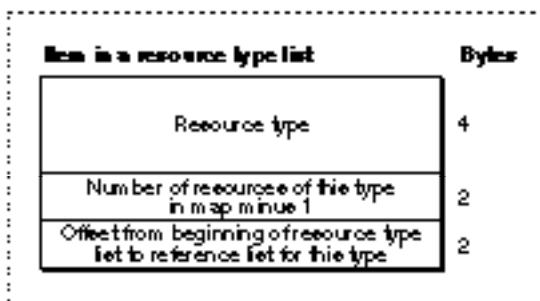 Item in a resource type list Bytes
Resource type 4
Number of resources of this type
in map minus 1 2
Offset from beginning of resource type
list to reference list for this type 2